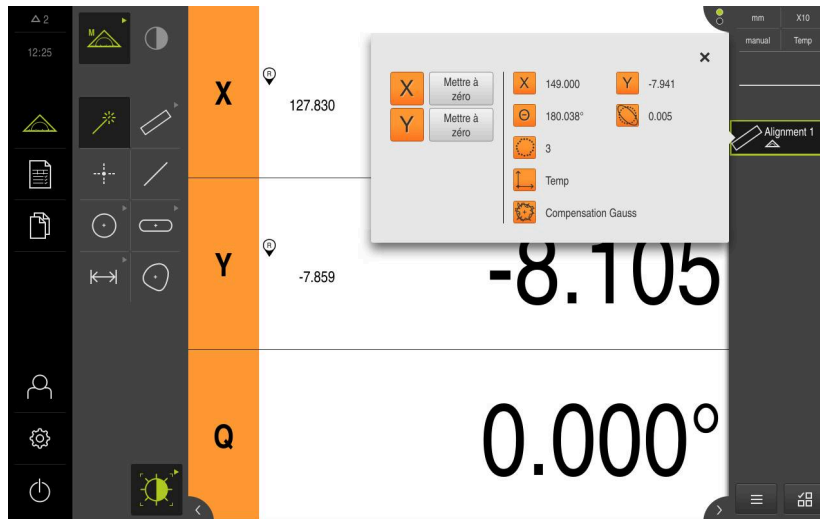 2
12:25
M
X
R
127.830
Y
R
-7.859
-8.105
Q
0.000°
X
Mettre à
zéro
Y
Mettre à
zéro
X
149.000
Y
-7.941
Θ
180.038°
0.005
3
Temp
Compensation Gauss
mm
X10
manual
Temp
Alignment 1